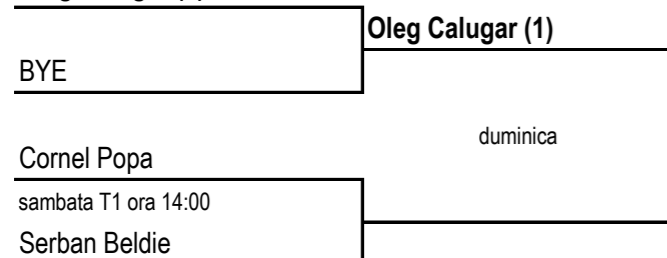 Oleg Calugar (1)
BYE
duminica
Cornel Popa
sambata T1 ora 14:00
Serban Beldie